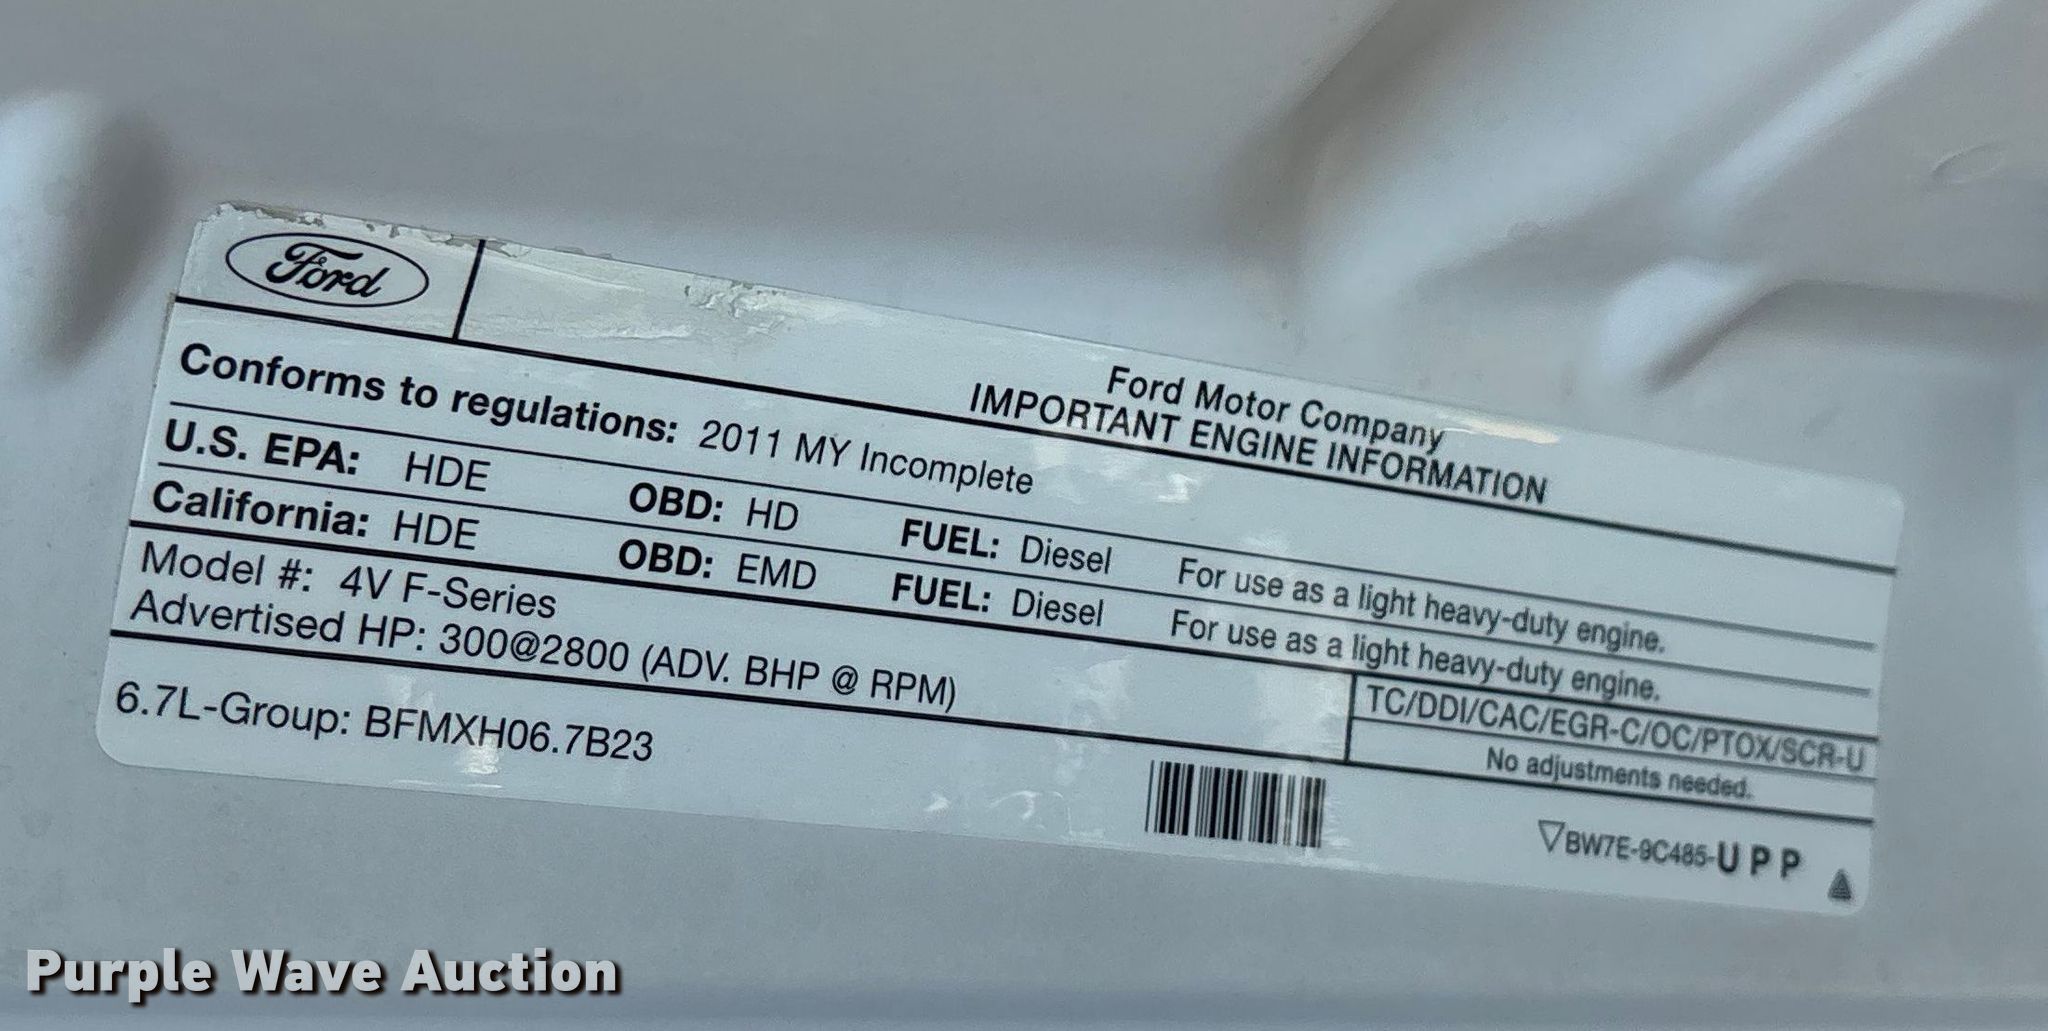 Ford
Ford Motor Company
IMPORTANT ENGINE INFORMATION
Conforms to regulations: 2011 MY Incomplete
U.S. EPA: HDE OBD: HD FUEL: Diesel For use as a light heavy-duty engine.
California: HDE OBD: EMD FUEL: Diesel For use as a light heavy-duty engine.
Model #: 4V F-Series
Advertised HP: 300@2800 (ADV. BHP @ RPM)
TC/DDI/CAC/EGR-C/OC/PTOX/SCR-U
No adjustments needed.
6.7L-Group: BFMXH06.7B23
BW7E-9C485-UPP
Purple Wave Auction